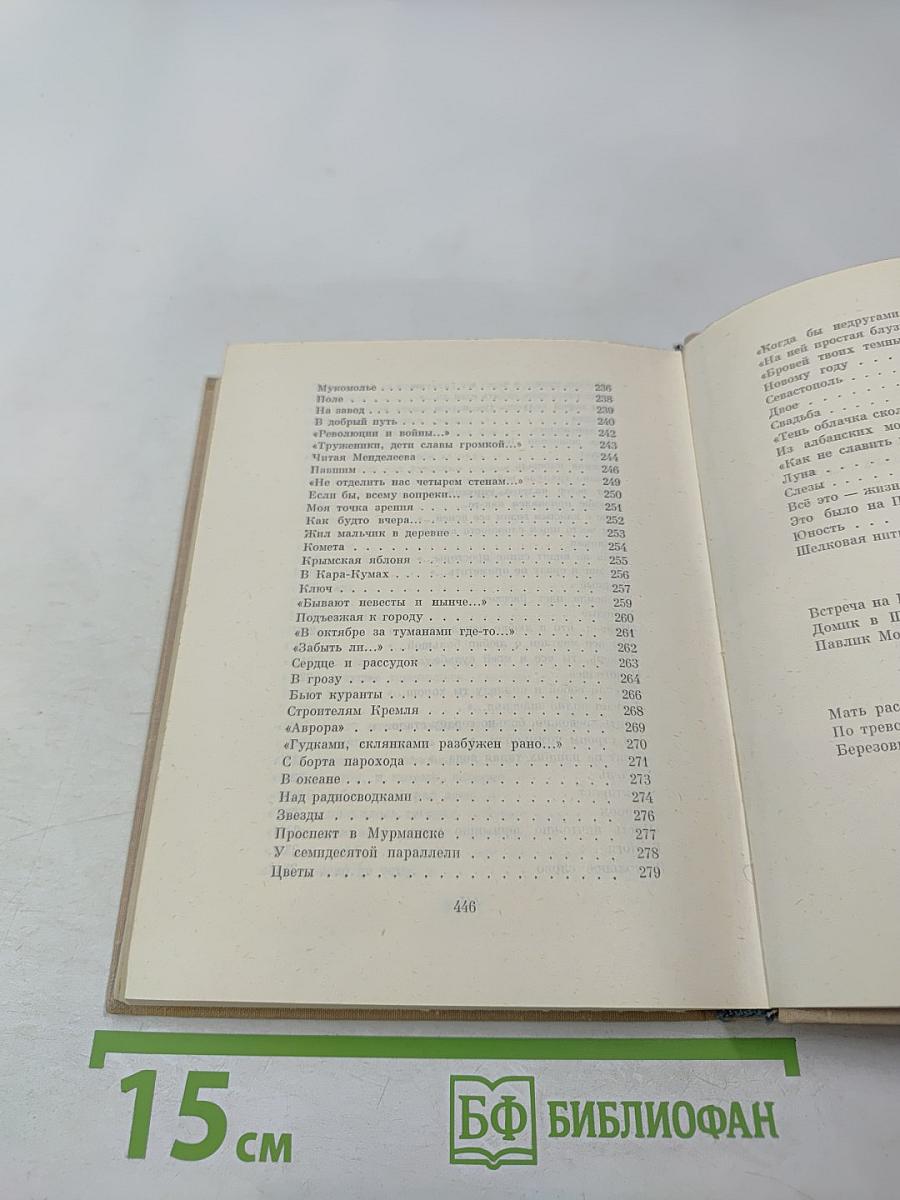 Мукомолье . . . . . . . . . . . . . . . . . 236
Поле . . . . . . . . . . . . . . . . . 238
На завод . . . . . . . . . . . . . . . . . 239
В добрый путь . . . . . . . . . . . . . . . 240
«Революции и войны...» . . . . . . . . . . . 242
«Труженики, дети славы громкой...» . . . . . . 243
Читая Менделеева . . . . . . . . . . . . . 244
Павшим . . . . . . . . . . . . . . . . . 246
«Не отделить нас четырем стенам...» . . . . . . 249
Если бы, всему вопреки... . . . . . . . . . . 250
Моя точка зрения . . . . . . . . . . . . . 251
Как будто вчера... . . . . . . . . . . . . . 252
Жил мальчик в деревне . . . . . . . . . . . 253
Комета . . . . . . . . . . . . . . . . . 254
Крымская яблоня . . . . . . . . . . . . . 255
В Кара-Кумах . . . . . . . . . . . . . . 256
Ключ . . . . . . . . . . . . . . . . . . 257
«Бывают невесты и нынче...» . . . . . . . . . 259
Подъезжая к городу . . . . . . . . . . . . 260
«В октябре за туманами где-то...» . . . . . . . 261
«Забыть ли...» . . . . . . . . . . . . . . 262
Сердце и рассудок . . . . . . . . . . . . 263
В грозу . . . . . . . . . . . . . . . . . 264
Бьют куранты . . . . . . . . . . . . . . 266
Строителям Кремля . . . . . . . . . . . . 268
«Аврора» . . . . . . . . . . . . . . . . 269
«Гудками, склянками разбужен рано...» . . . . 270
С борта парохода . . . . . . . . . . . . . 271
В океане . . . . . . . . . . . . . . . . 273
Над радиосводками . . . . . . . . . . . . 274
Звезды . . . . . . . . . . . . . . . . . 276
Проспект в Мурманске . . . . . . . . . . 277
У семидесятой параллели . . . . . . . . . 278
Цветы . . . . . . . . . . . . . . . . . 279
446
«Когда бы недругами
«На ней простая блуз
«Бровей твоих темны
Новому году . . . .
Севастополь . . . .
Двое . . . . . .
Свадьба . . . . .
«Тень облачка сколь
Из албанских мо
«Как не славить
Луна . . . . .
Слезы . . . . .
Всё это — жизн
Это было на П
Юность . . .
Шелковая нить
Встреча на
Домик в Ш
Павлик Мо
Мать рас
По трево
Березовы
15 см
БФ БИБЛИОФАН